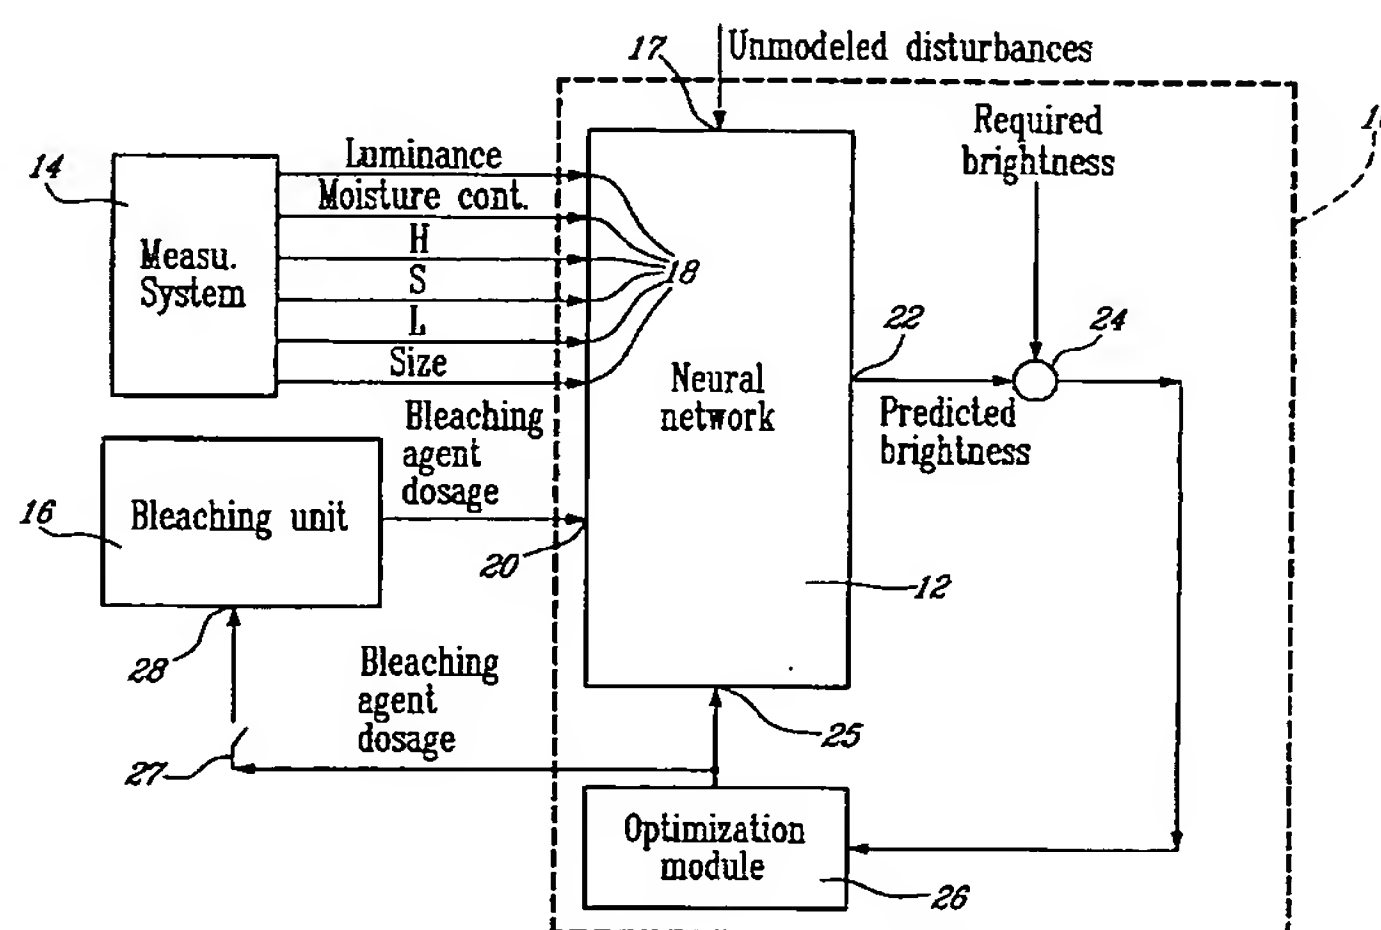 17
Unmodeled disturbances
Required
brightness
14
Luminance
Moisture cont.
H
S
L
Size
18
Measu.
System
Neural
network
22
24
Predicted
brightness
Bleaching
agent
dosage
16
Bleaching unit
20
12
28
Bleaching
agent
dosage
27
25
Optimization
module
26